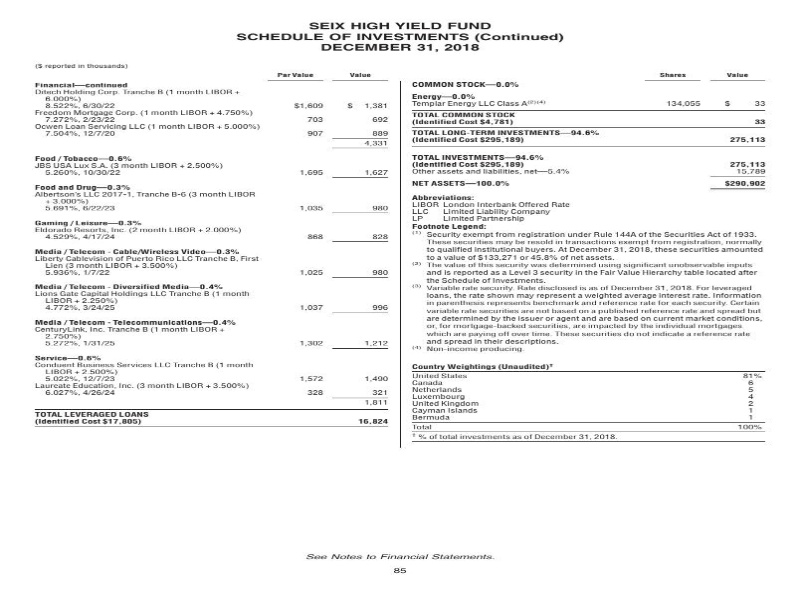 SEIX HIGH YIELD FUND
SCHEDULE OF INVESTMENTS (Continued)
DECEMBER 31, 2018
($ reported in thousands)
Par Value Value
Financial—continued
Ditech Holding Corp. Tranche B (1 month LIBOR +
6.000%)
8.522%, 6/30/22 $1,609 $ 1,381
Freedom Mortgage Corp. (1 month LIBOR + 4.750%)
7.272%, 2/23/22 703 692
Ocwen Loan Servicing LLC (1 month LIBOR + 5.000%)
7.504%, 12/7/20 907 889
4,331
Food / Tobacco—0.6%
JBS USA Lux S.A. (3 month LIBOR + 2.500%)
5.260%, 10/30/22 1,695 1,627
Food and Drug—0.3%
Albertson's LLC 2017-1, Tranche B-6 (3 month LIBOR
+ 3.000%)
5.691%, 6/22/23 1,035 980
Gaming / Leisure—0.3%
Eldorado Resorts, Inc. (2 month LIBOR + 2.000%)
4.529%, 4/17/24 868 828
Media / Telecom - Cable/Wireless Video—0.3%
Liberty Cablevision of Puerto Rico LLC Tranche B, First
Lien (3 month LIBOR + 3.500%)
5.936%, 1/7/22 1,025 980
Media / Telecom - Diversified Media—0.4%
Lions Gate Capital Holdings LLC Tranche B (1 month
LIBOR + 2.250%)
4.772%, 3/24/25 1,037 996
Media / Telecom - Telecommunications—0.4%
CenturyLink, Inc. Tranche B (1 month LIBOR +
2.750%)
5.272%, 1/31/25 1,302 1,212
Service—0.6%
Conduent Business Services LLC Tranche B (1 month
LIBOR + 2.500%)
5.022%, 12/7/23 1,572 1,490
Laureate Education, Inc. (3 month LIBOR + 3.500%)
6.027%, 4/26/24 328 321
1,811
TOTAL LEVERAGED LOANS
(Identified Cost $17,805) 16,824
Shares Value
COMMON STOCK—0.0%
Energy—0.0%
Templar Energy LLC Class A(2)(4) 134,055 $ 33
TOTAL COMMON STOCK
(Identified Cost $4,781) 33
TOTAL LONG-TERM INVESTMENTS—94.6%
(Identified Cost $295,189) 275,113
TOTAL INVESTMENTS—94.6%
(Identified Cost $295,189) 275,113
Other assets and liabilities, net—5.4% 15,789
NET ASSETS—100.0% $290,902
Abbreviations:
LIBOR London Interbank Offered Rate
LLC Limited Liability Company
LP Limited Partnership
Footnote Legend:
(1) Security exempt from registration under Rule 144A of the Securities Act of 1933.
These securities may be resold in transactions exempt from registration, normally
to qualified institutional buyers. At December 31, 2018, these securities amounted
to a value of $133,271 or 45.8% of net assets.
(2) The value of this security was determined using significant unobservable inputs
and is reported as a Level 3 security in the Fair Value Hierarchy table located after
the Schedule of Investments.
(3) Variable rate security. Rate disclosed is as of December 31, 2018. For leveraged
loans, the rate shown may represent a weighted average interest rate. Information
in parenthesis represents benchmark and reference rate for each security. Certain
variable rate securities are not based on a published reference rate and spread but
are determined by the issuer or agent and are based on current market conditions,
or, for mortgage-backed securities, are impacted by the individual mortgages
which are paying off over time. These securities do not indicate a reference rate
and spread in their descriptions.
(4) Non-income producing.
Country Weightings (Unaudited)†
United States 81%
Canada 6
Netherlands 5
Luxembourg 4
United Kingdom 2
Cayman Islands 1
Bermuda 1
Total 100%
† % of total investments as of December 31, 2018.
See Notes to Financial Statements.
85